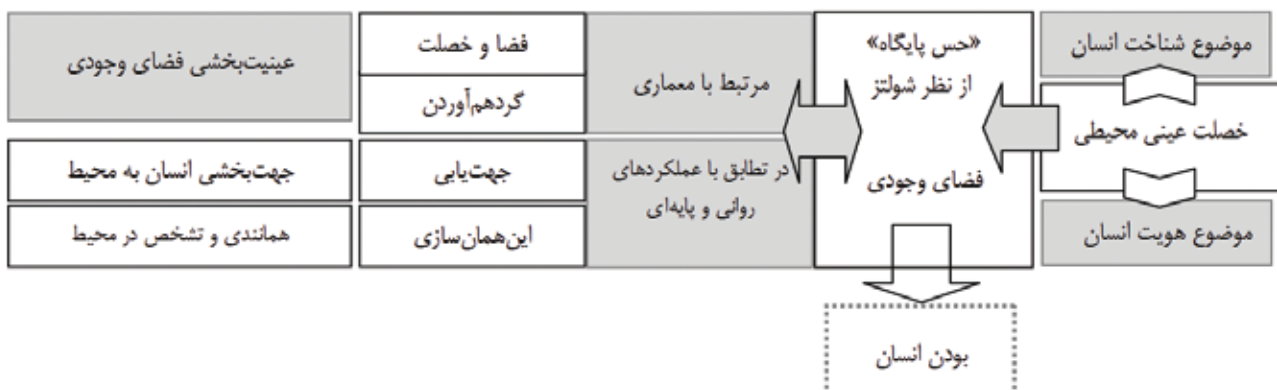 موضوع شناخت انسان
خصلت عینی محیطی
موضوع هویت انسان
«حس پایگاه»
از نظر شولتز
فضای وجودی
بودن انسان
مرتبط با معماری
در تطابق با عملکردهای
روانی و پایه‌ای
فضا و خصلت
گردهم‌آوردن
جهت‌یابی
این‌همان‌سازی
عینیت‌بخشی فضای وجودی
جهت‌بخشی انسان به محیط
همانندی و تشخص در محیط